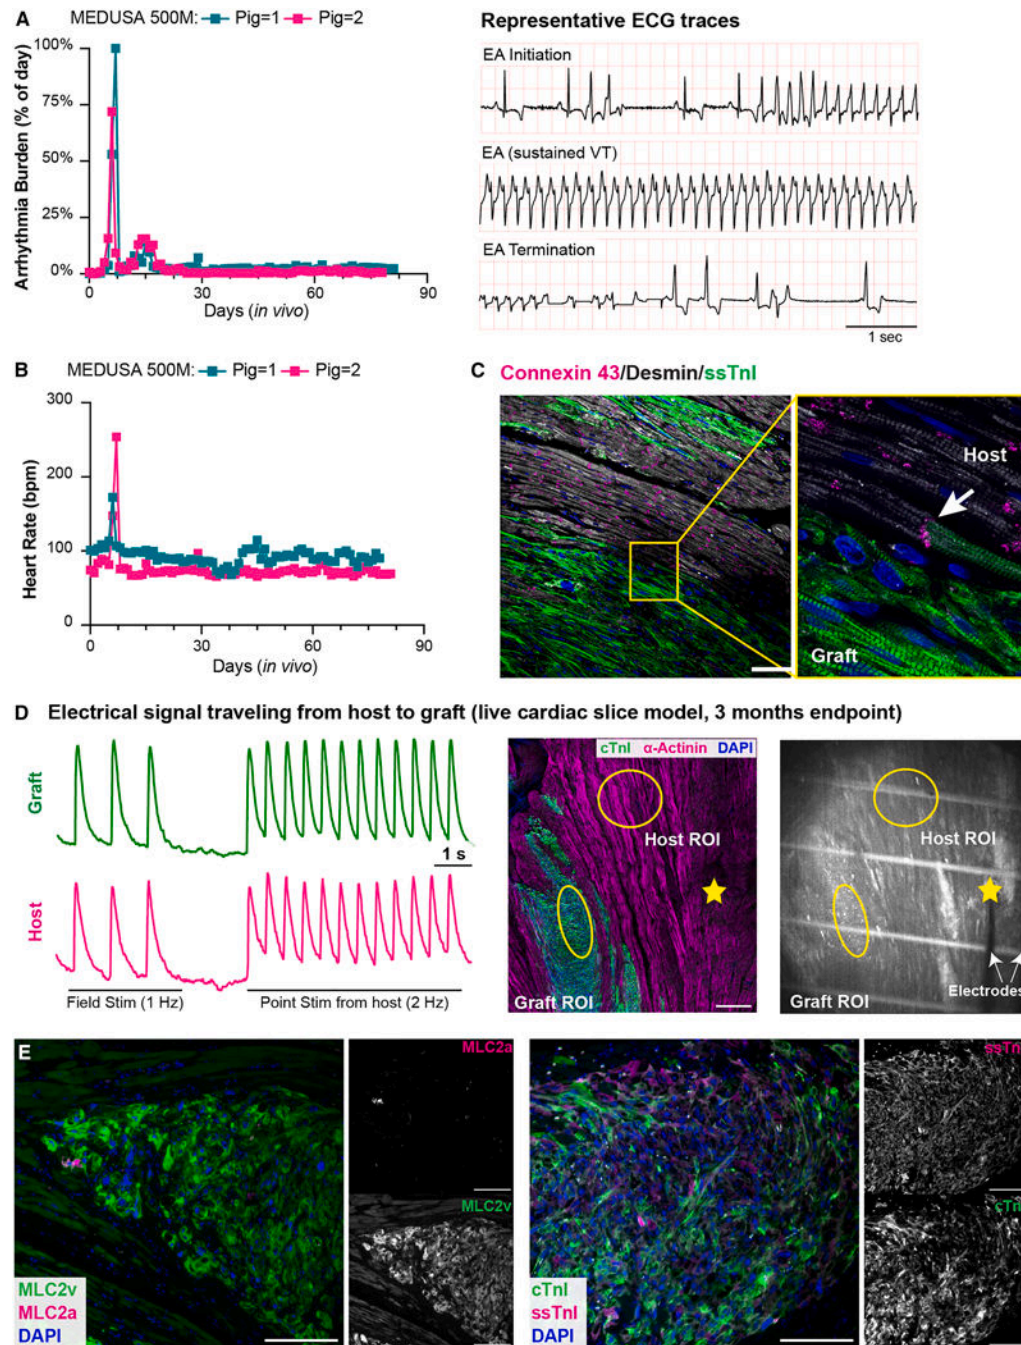 A
MEDUSA 500M: Pig=1 Pig=2
Arrhythmia Burden (% of day)
100%
75%
50%
25%
0%
0 30 60 90
Days (in vivo)
Representative ECG traces
EA Initiation
EA (sustained VT)
EA Termination
1 sec
B
MEDUSA 500M: Pig=1 Pig=2
Heart Rate (bpm)
300
200
100
0
0 30 60 90
Days (in vivo)
C Connexin 43/Desmin/ssTnI
Host
Graft
D Electrical signal traveling from host to graft (live cardiac slice model, 3 months endpoint)
Graft
1 s
Host
Field Stim (1 Hz) Point Stim from host (2 Hz)
cTnI α-Actinin DAPI
Host ROI
Graft ROI
Host ROI
Graft ROI
Electrodes
E
MLC2v
MLC2a
DAPI
MLC2a
MLC2v
cTnI
ssTnI
DAPI
ssTnI
cTnI